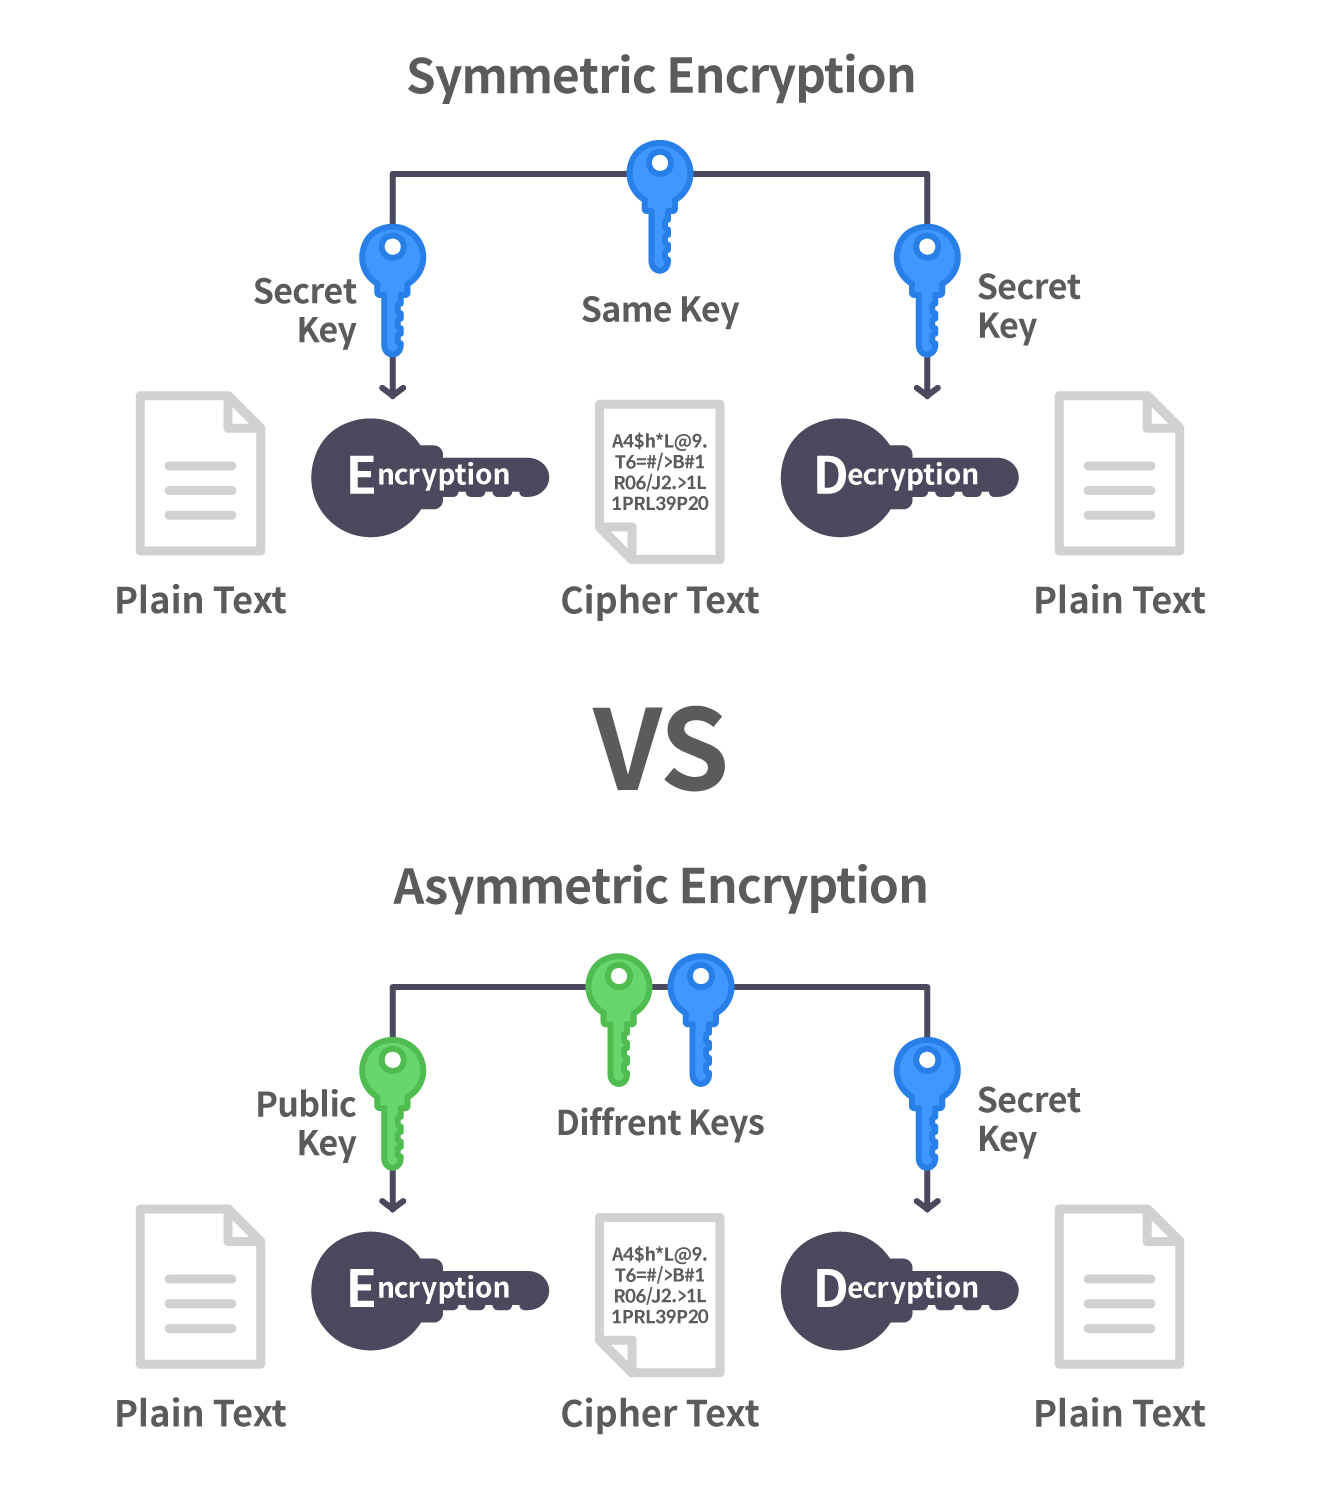 Symmetric Encryption
Secret
Key
Same Key
Secret
Key
Encryption
A4$h*L@9.
T6=#/>B#1
R06/J2.>1L
1PRL39P20
Decryption
Plain Text
Cipher Text
Plain Text
VS
Asymmetric Encryption
Public
Key
Diffrent Keys
Secret
Key
Encryption
A4$h*L@9.
T6=#/>B#1
R06/J2.>1L
1PRL39P20
Decryption
Plain Text
Cipher Text
Plain Text